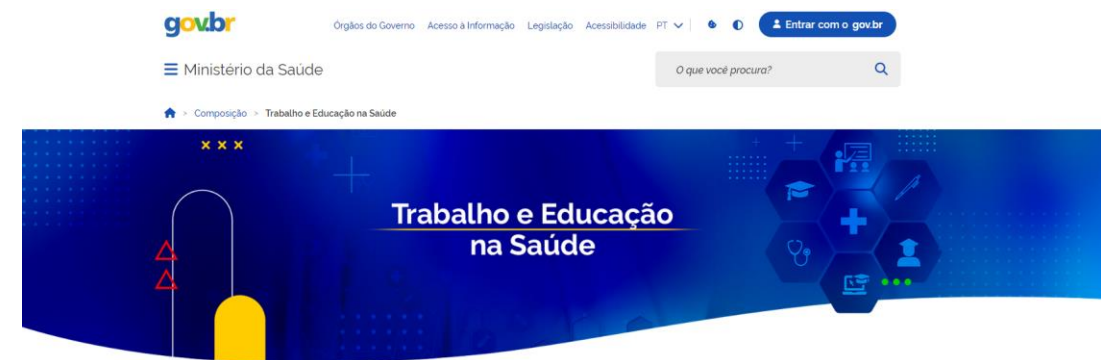 gov.br
Órgãos do Governo Acesso à Informação Legislação Acessibilidade PT Entrar com o gov.br
Ministério da Saúde O que você procura?
> Composição > Trabalho e Educação na Saúde
Trabalho e Educação
na Saúde